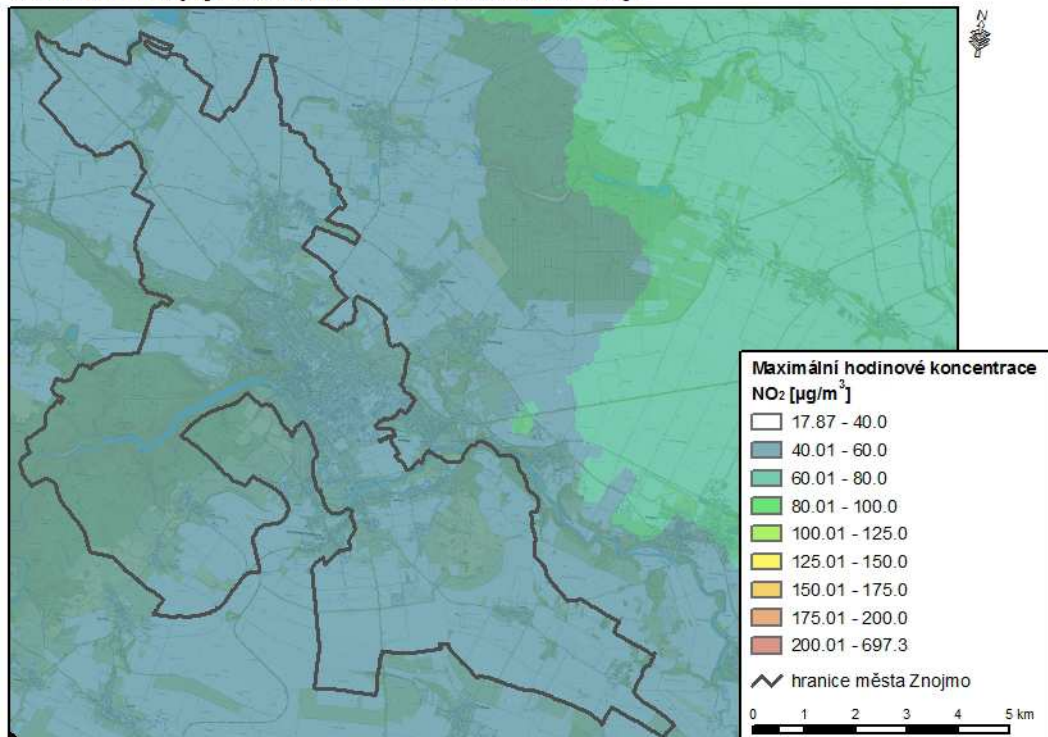 N
Maximální hodinové koncentrace
NO₂ [µg/m³]
17.87 - 40.0
40.01 - 60.0
60.01 - 80.0
80.01 - 100.0
100.01 - 125.0
125.01 - 150.0
150.01 - 175.0
175.01 - 200.0
200.01 - 697.3
hranice města Znojmo
0 1 2 3 4 5 km